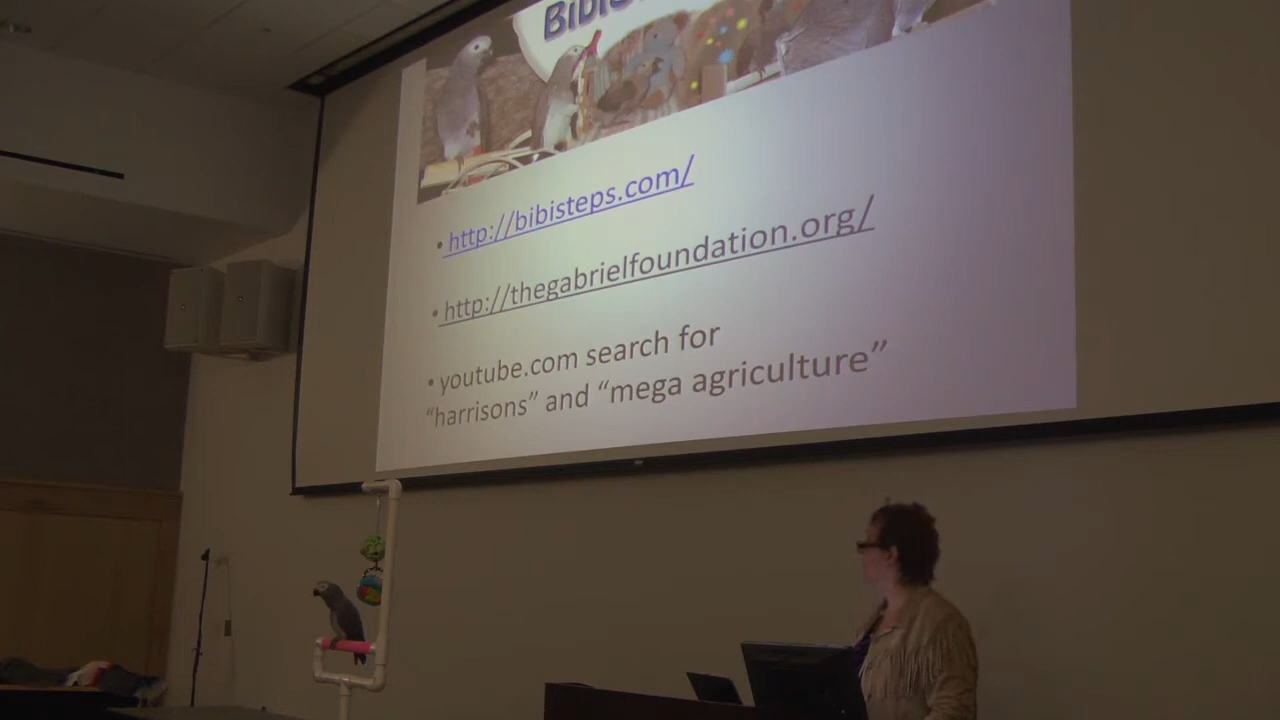 • http://bibisteps.com/
• http://thegabrielfoundation.org/
• youtube.com search for
“harrisons” and “mega agriculture”